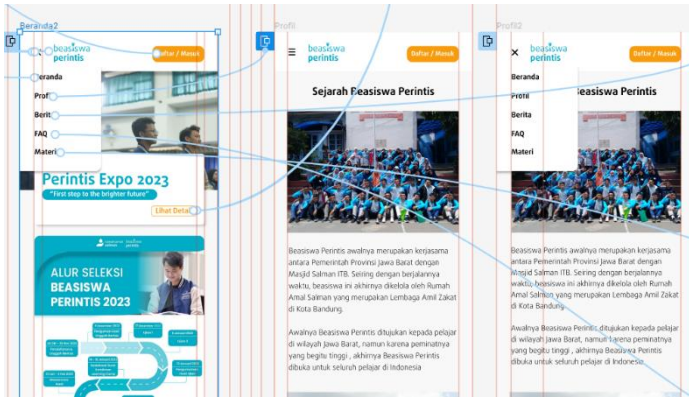 Beranda2
beasiswa
perintis
Daftar / Masuk
Beranda
Profil
Berita
FAQ
Materi
Perintis Expo 2023
"First step to the brighter future"
Lihat Detail
beasiswa
perintis
ALUR SELEKSI
BEASISWA
PERINTIS 2023
Profil
beasiswa
perintis
Daftar / Masuk
Sejarah Beasiswa Perintis
Beasiswa Perintis awalnya merupakan kerjasama
antara Pemerintah Provinsi Jawa Barat dengan
Masjid Salman ITB. Seiring dengan berjalannya
waktu, beasiswa ini akhirnya dikelola oleh Rumah
Amal Salman yang merupakan Lembaga Amil Zakat
di Kota Bandung.
Awalnya Beasiswa Perintis ditujukan kepada pelajar
di wilayah Jawa Barat, namun karena peminatnya
yang begitu tinggi , akhirnya Beasiswa Perintis
dibuka untuk seluruh pelajar di Indonesia
Profil2
beasiswa
perintis
Daftar / Masuk
Beranda
Profil
Berita
FAQ
Materi
easiswa Perintis
Beasiswa Perintis awalnya merupakan kerjasama
antara Pemerintah Provinsi Jawa Barat dengan
Masjid Salman ITB. Seiring dengan berjalannya
waktu, beasiswa ini akhirnya dikelola oleh Rumah
Amal Salman yang merupakan Lembaga Amil Zakat
di Kota Bandung.
Awalnya Beasiswa Perintis ditujukan kepada pelajar
di wilayah Jawa Barat, namun karena peminatnya
yang begitu tinggi , akhirnya Beasiswa Perintis
dibuka untuk seluruh pelajar di Indonesia